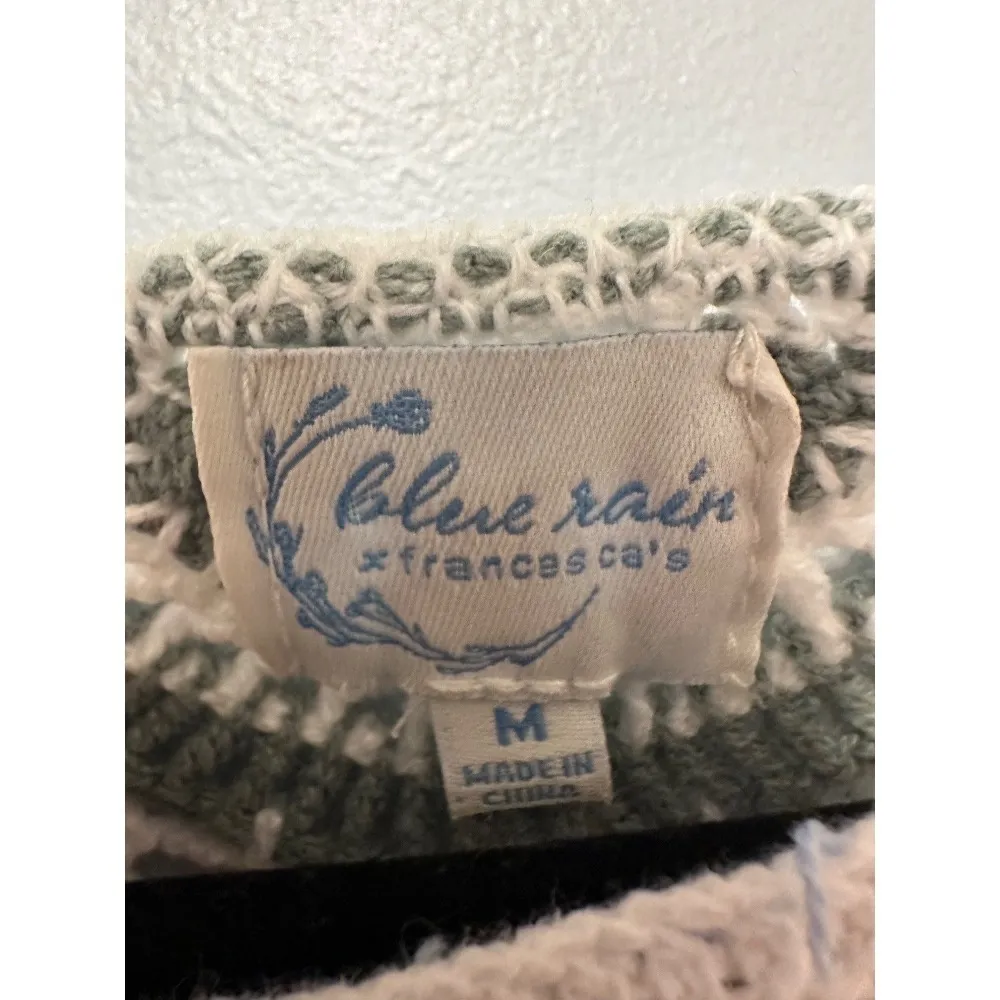 blue rain
x francesca's
M
MADE IN
CHINA